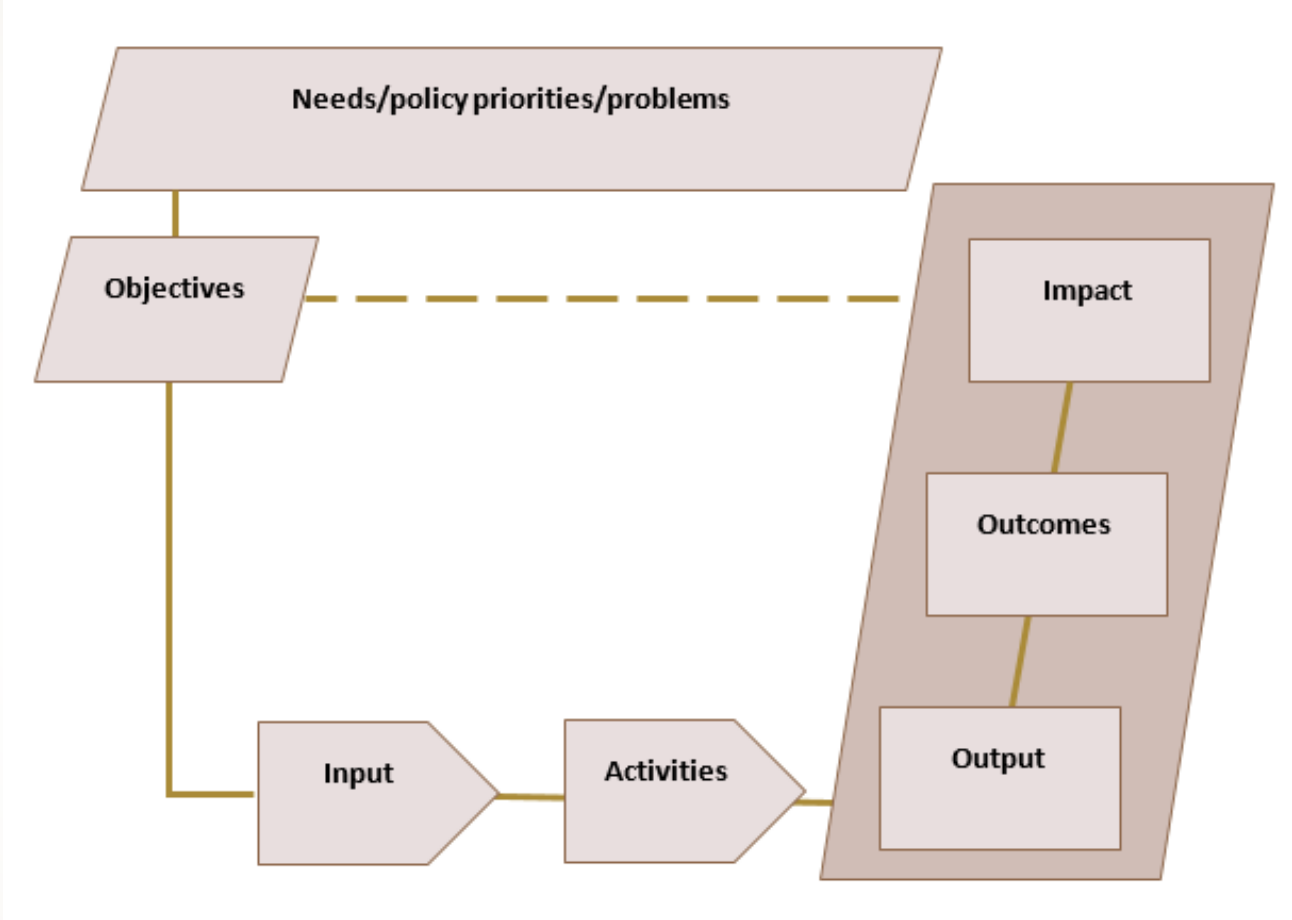 Needs/policy priorities/problems
Objectives
Impact
Outcomes
Input
Activities
Output